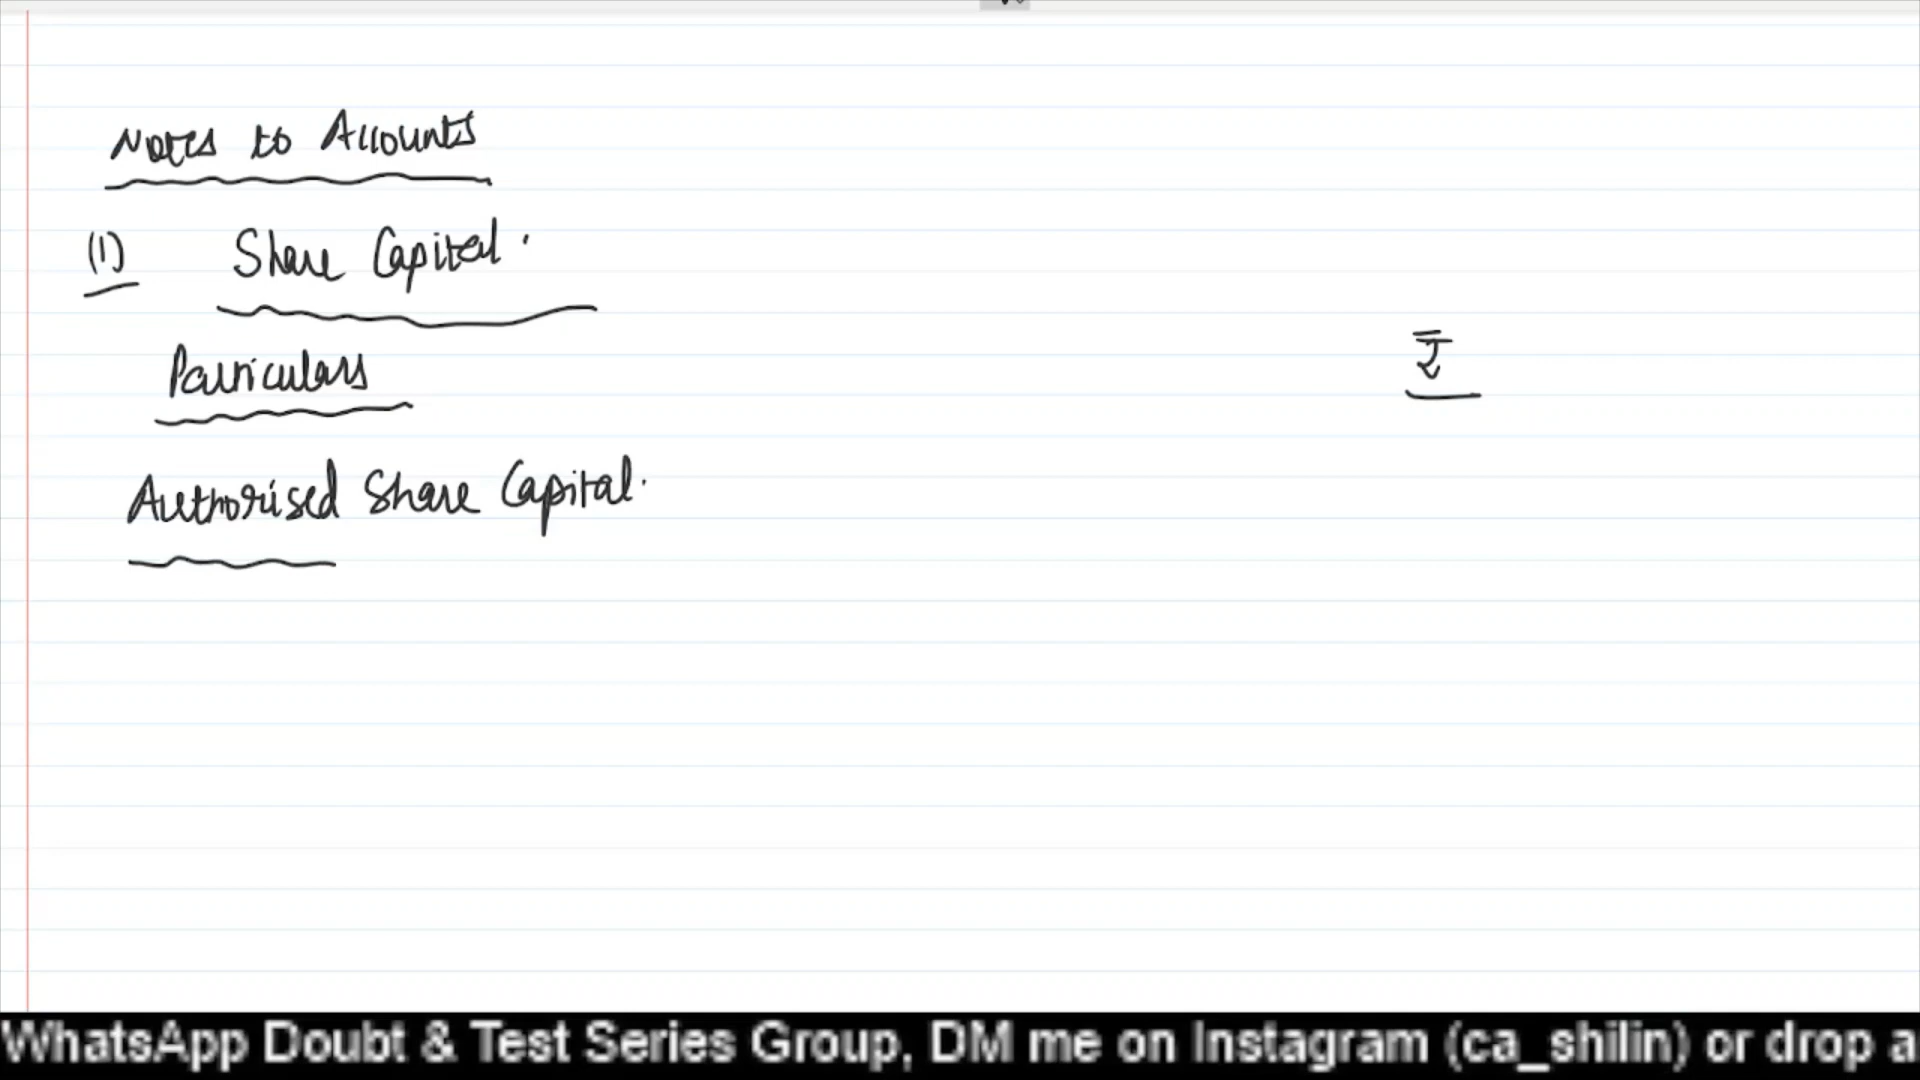 Notes to Accounts
(1) Share Capital.
Particulars ₹
Authorised Share Capital.
WhatsApp Doubt & Test Series Group, DM me on Instagram (ca_shilin) or drop a